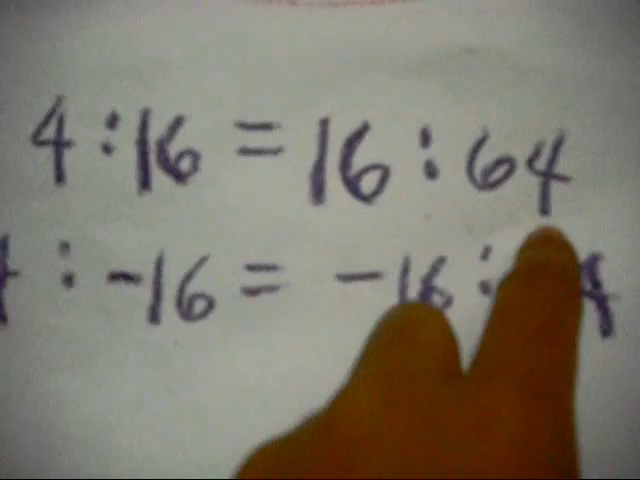 4 : 16 = 16 : 64
: -16 = -16 :